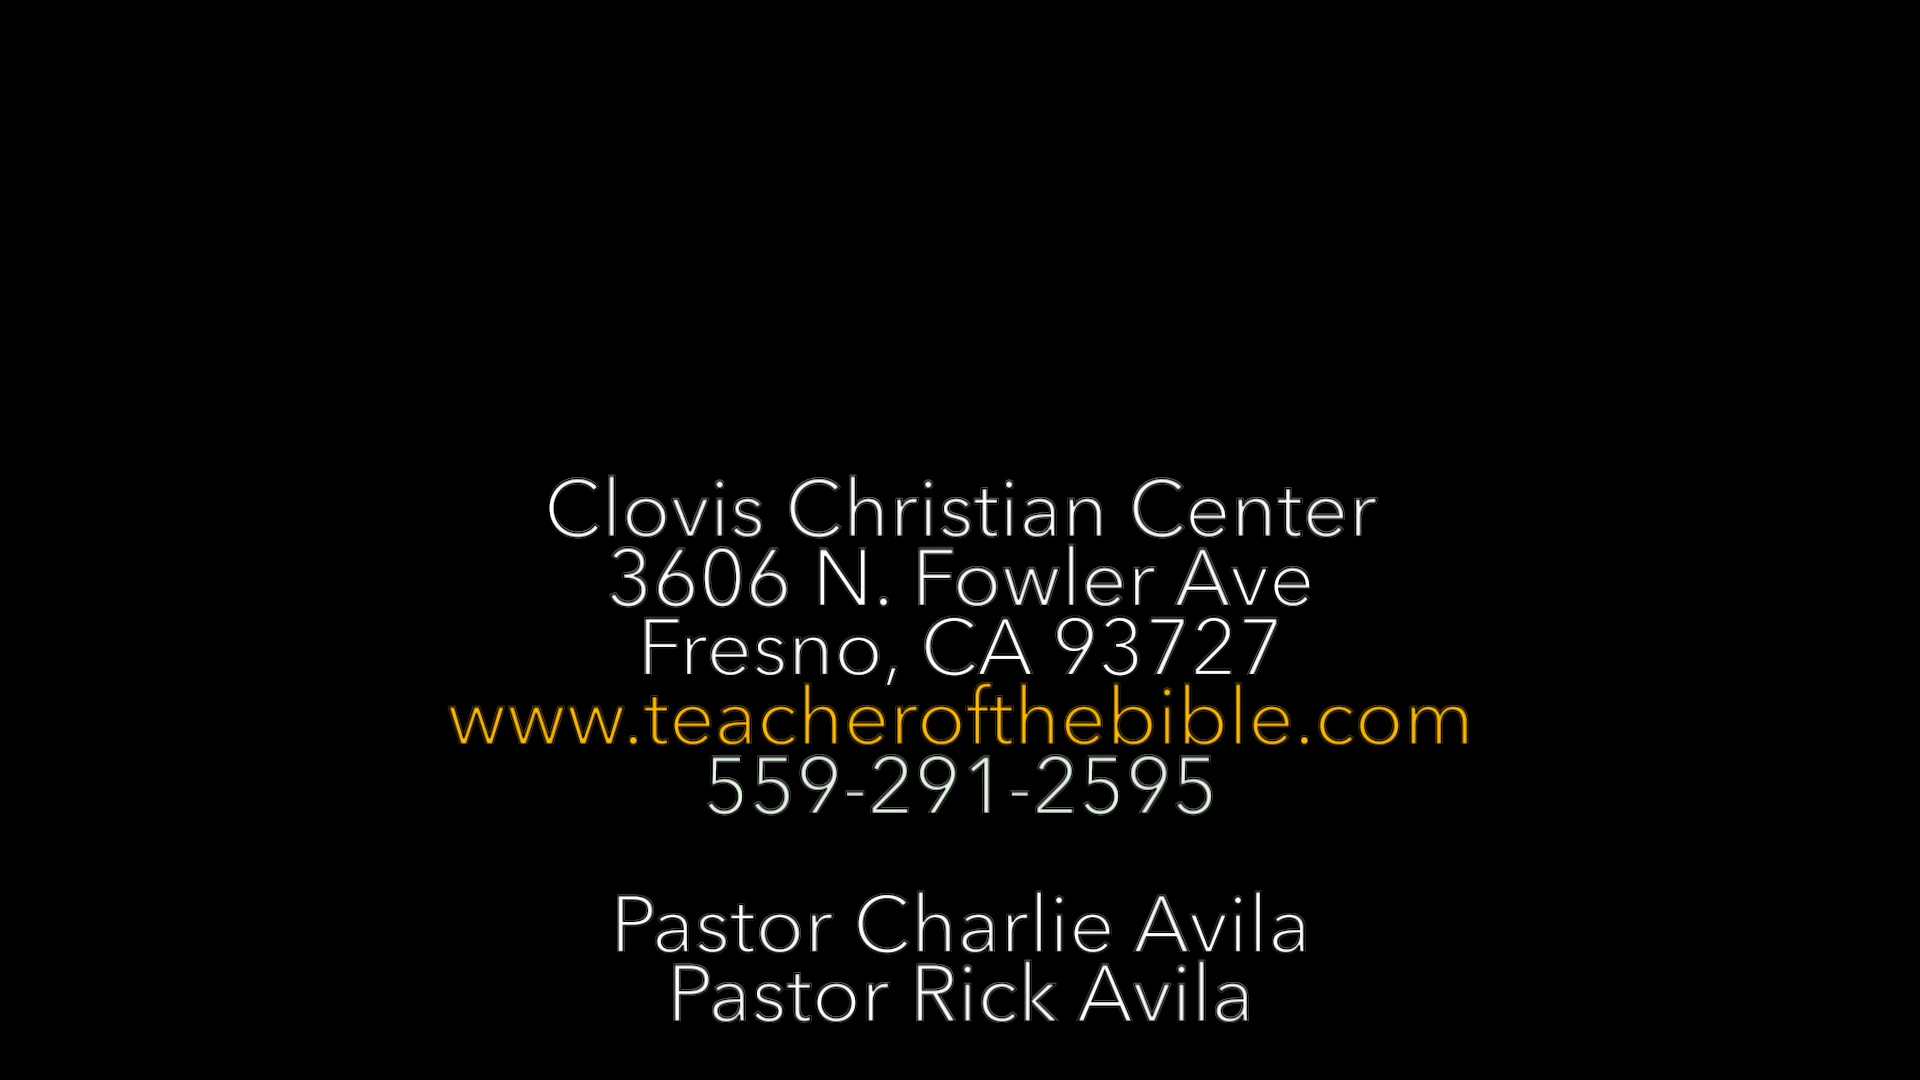 Clovis Christian Center
3606 N. Fowler Ave
Fresno, CA 93727
www.teacherofthebible.com
559-291-2595
Pastor Charlie Avila
Pastor Rick Avila